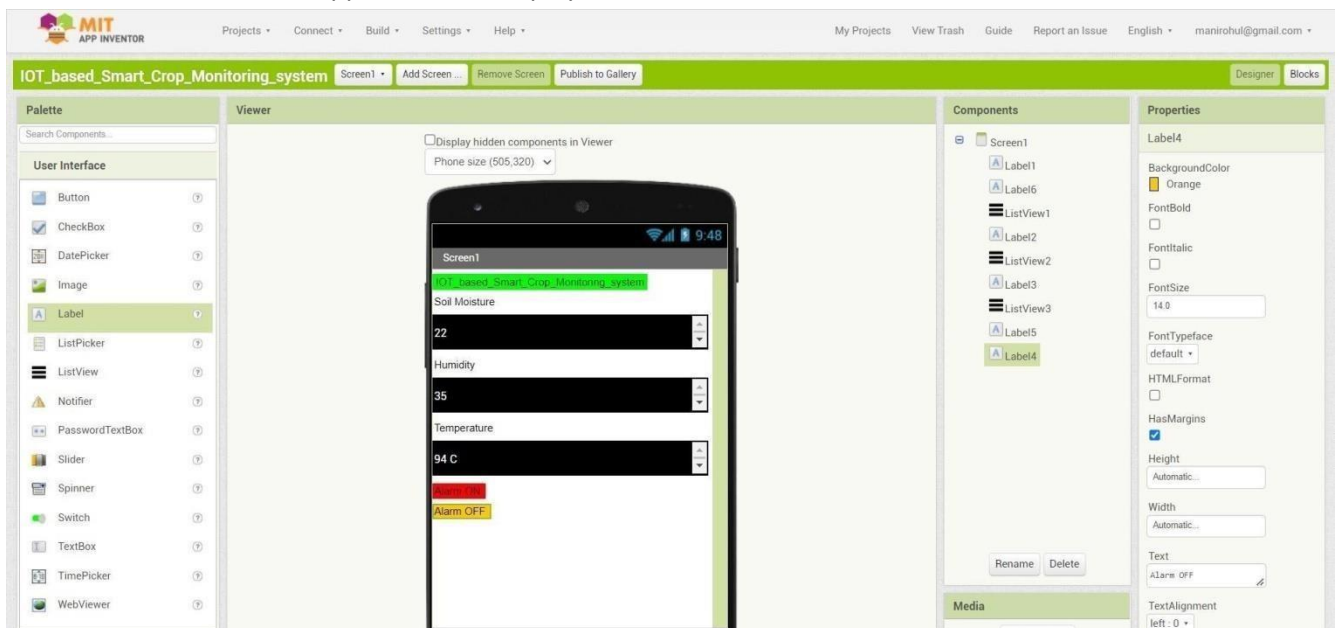 MIT
APP INVENTOR
Projects Connect Build Settings Help My Projects View Trash Guide Report an Issue English manirohul@gmail.com
IOT_based_Smart_Crop_Monitoring_system Screen1 Add Screen ... Remove Screen Publish to Gallery Designer Blocks
Palette
Search Components...
User Interface
Button
CheckBox
DatePicker
Image
Label
ListPicker
ListView
Notifier
PasswordTextBox
Slider
Spinner
Switch
TextBox
TimePicker
WebViewer
Viewer
Display hidden components in Viewer
Phone size (505,320)
9:48
Screen1
IOT_based_Smart_Crop_Monitoring_system
Soil Moisture
22
Humidity
35
Temperature
94 C
Alarm ON
Alarm OFF
Components
Screen1
Label1
Label6
ListView1
Label2
ListView2
Label3
ListView3
Label5
Label4
Rename Delete
Media
Properties
Label4
BackgroundColor
Orange
FontBold
FontItalic
FontSize
14.0
FontTypeface
default
HTMLFormat
HasMargins
Height
Automatic...
Width
Automatic...
Text
Alarm OFF
TextAlignment
left : 0